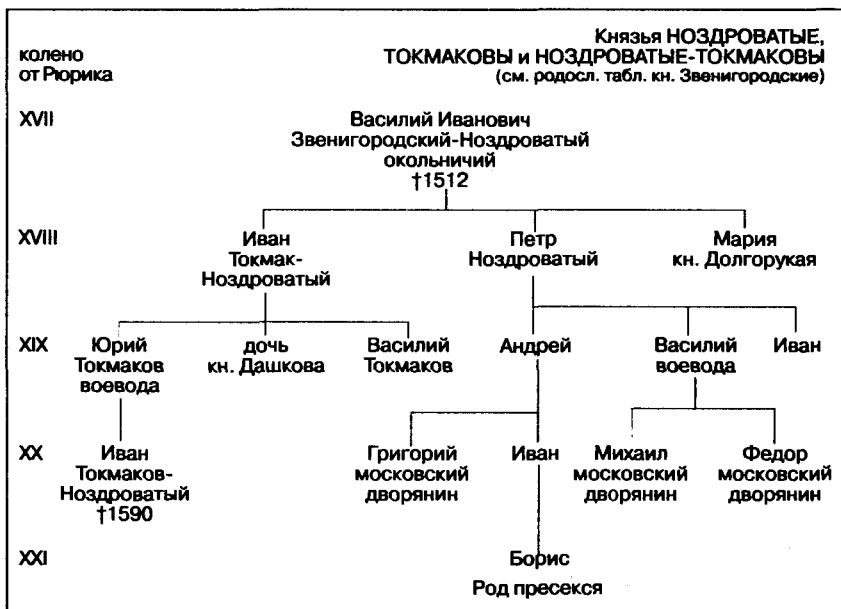 Князья НОЗДРОВАТЫЕ,
ТОКМАКОВЫ и НОЗДРОВАТЫЕ-ТОКМАКОВЫ
(см. родосл. табл. кн. Звенигородские)
колено
от Рюрика
XVII
Василий Иванович
Звенигородский-Ноздроватый
окольничий
†1512
XVIII
Иван
Токмак-
Ноздроватый
Петр
Ноздроватый
Мария
кн. Долгорукая
XIX
Юрий
Токмаков
воевода
дочь
кн. Дашкова
Василий
Токмаков
Андрей
Василий
воевода
Иван
XX
Иван
Токмаков-
Ноздроватый
†1590
Григорий
московский
дворянин
Иван
Михаил
московский
дворянин
Федор
московский
дворянин
XXI
Борис
Род пресекся